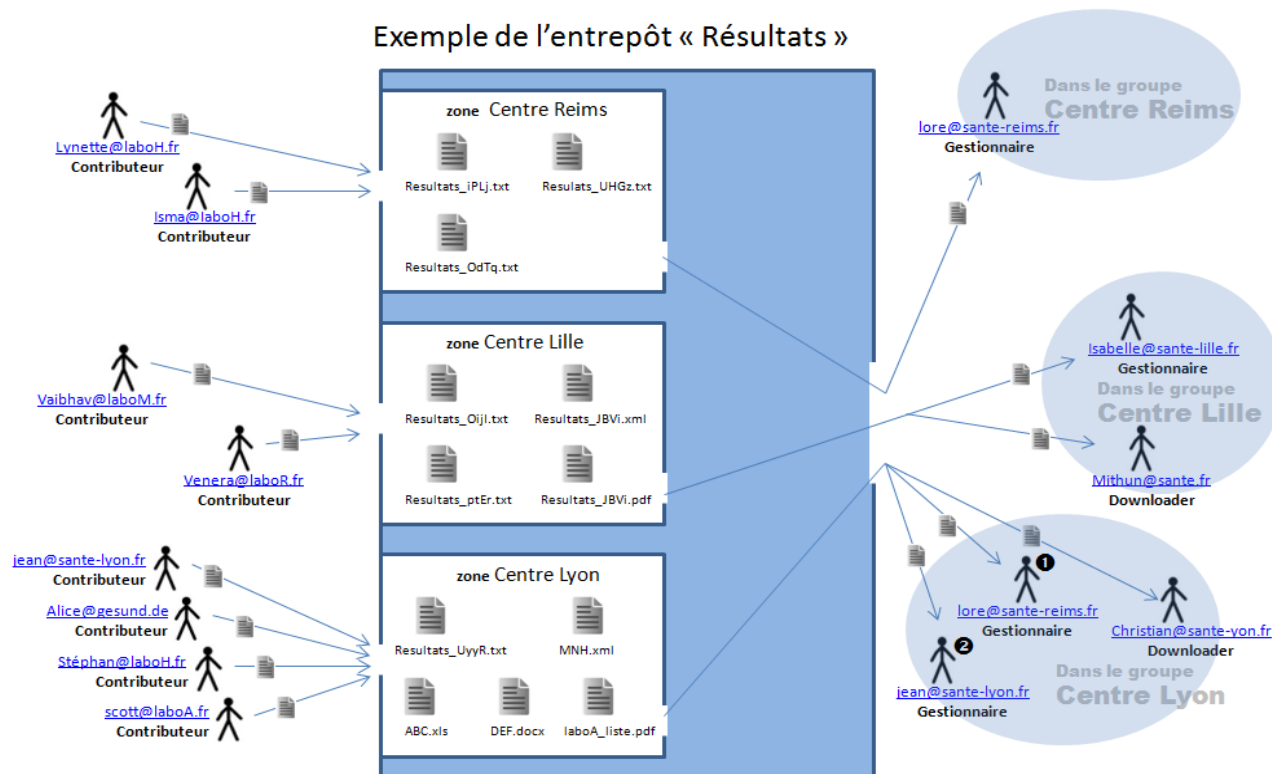 Exemple de l’entrepôt « Résultats »
Lynette@laboH.fr
Contributeur
Isma@laboH.fr
Contributeur
zone Centre Reims
Resultats_iPLj.txt
Resulats_UHGz.txt
Resultats_OdTq.txt
Dans le groupe
Centre Reims
lore@sante-reims.fr
Gestionnaire
Vaibhav@laboM.fr
Contributeur
Venera@laboR.fr
Contributeur
zone Centre Lille
Resultats_OijI.txt
Resultats_JBVi.xml
Resultats_ptEr.txt
Resultats_JBVi.pdf
Isabelle@sante-lille.fr
Gestionnaire
Dans le groupe
Centre Lille
Mithun@sante.fr
Downloader
jean@sante-lyon.fr
Contributeur
Alice@gesund.de
Contributeur
Stéphan@laboH.fr
Contributeur
scott@laboA.fr
Contributeur
zone Centre Lyon
Resultats_UyyR.txt
MNH.xml
ABC.xls
DEF.docx
laboA_liste.pdf
❶
lore@sante-reims.fr
Gestionnaire
Christian@sante-yon.fr
Downloader
❷
jean@sante-lyon.fr
Gestionnaire
Dans le groupe
Centre Lyon